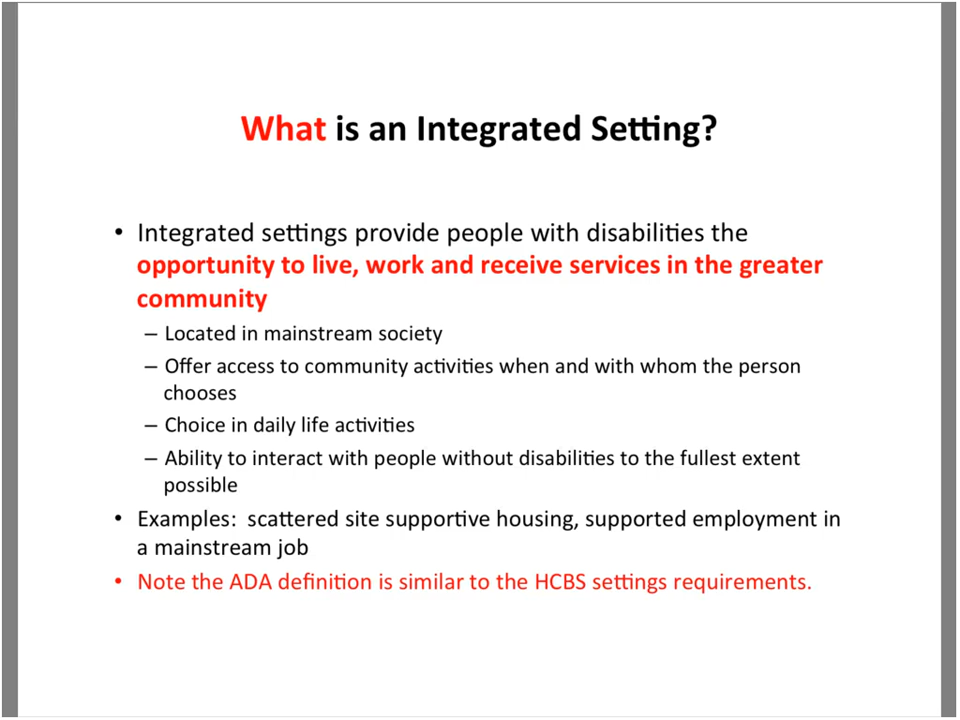 What is an Integrated Setting?
• Integrated settings provide people with disabilities the
opportunity to live, work and receive services in the greater
community
– Located in mainstream society
– Offer access to community activities when and with whom the person
chooses
– Choice in daily life activities
– Ability to interact with people without disabilities to the fullest extent
possible
• Examples:  scattered site supportive housing, supported employment in
a mainstream job
• Note the ADA definition is similar to the HCBS settings requirements.